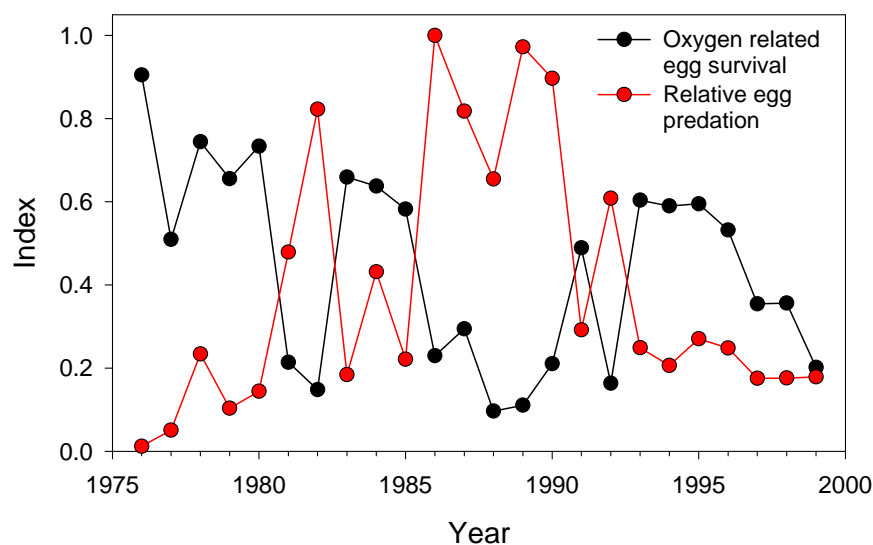 1.0
0.8
0.6
0.4
0.2
0.0
Index
1975
1980
1985
1990
1995
2000
Year
Oxygen related
egg survival
Relative egg
predation